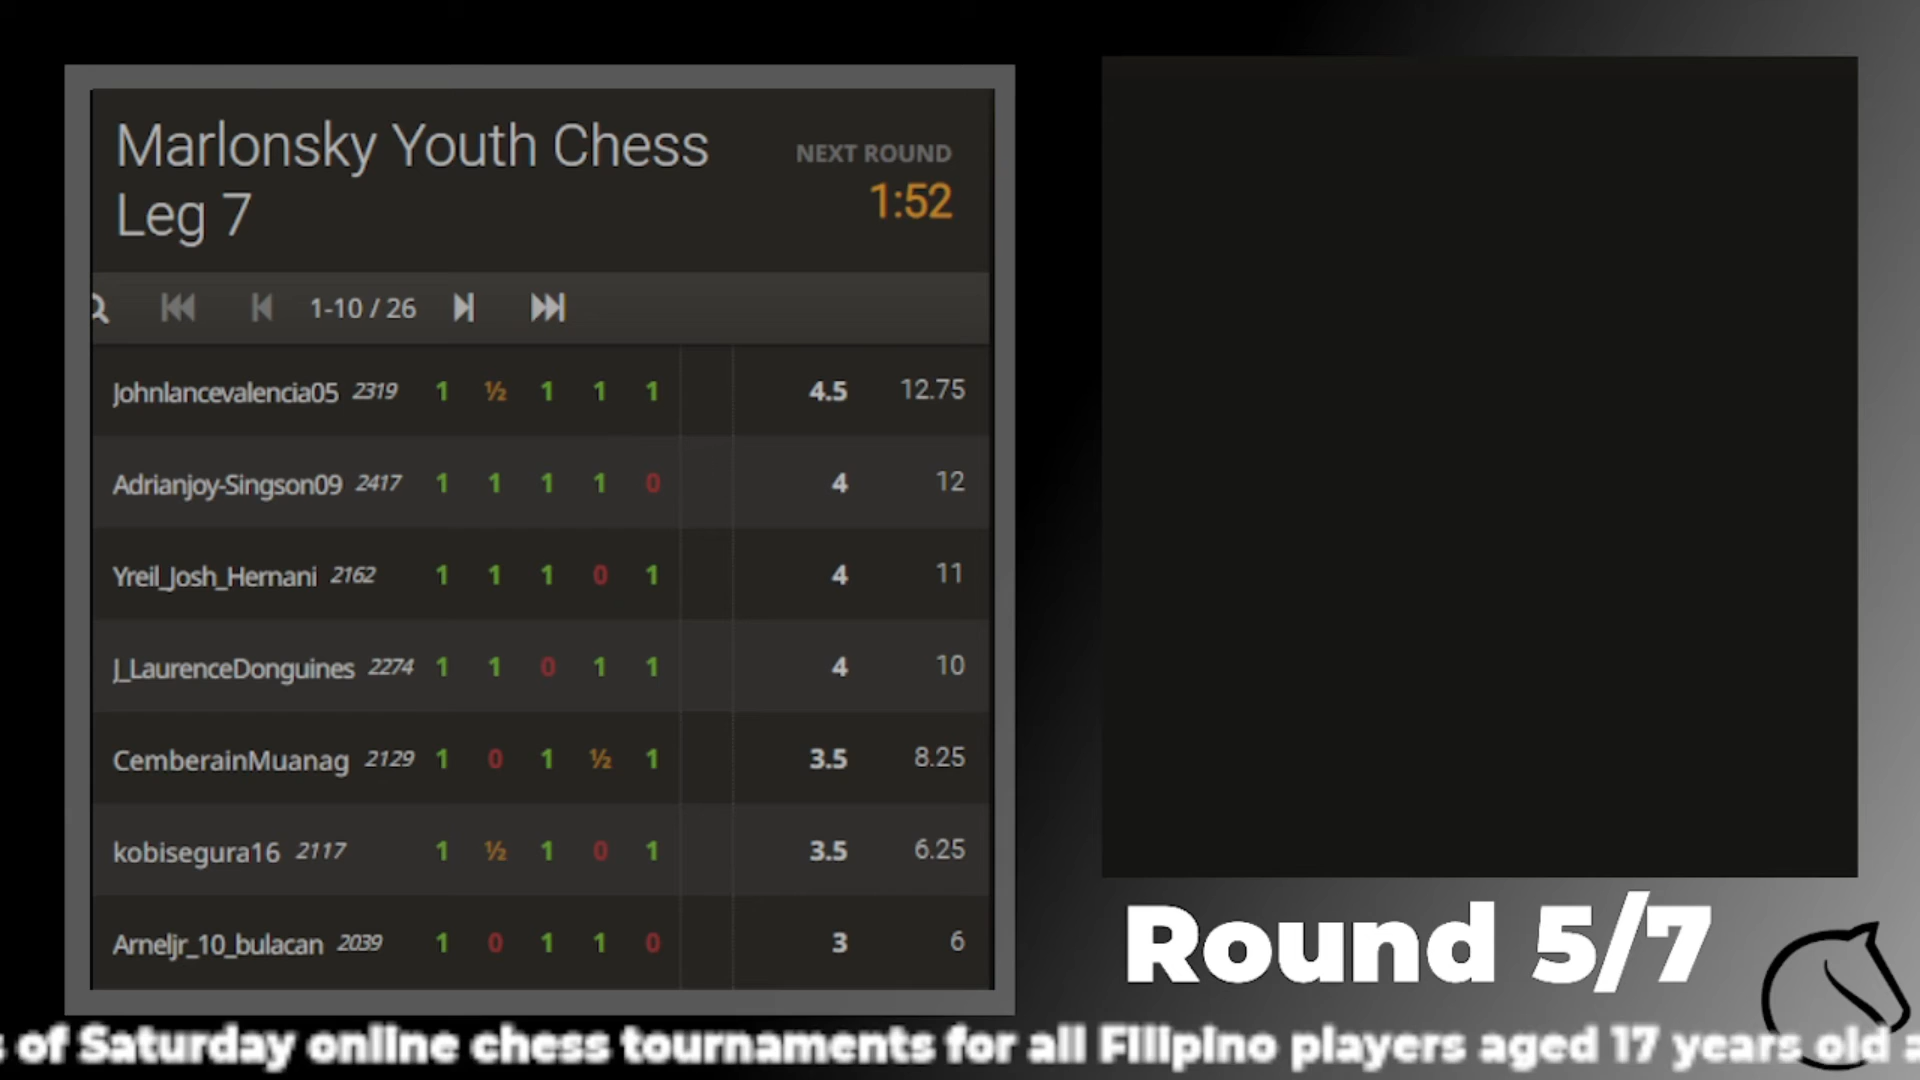 Marlonsky Youth Chess
Leg 7
NEXT ROUND
1:52
1-10 / 26
Johnlancevalencia05 2319 1 ½ 1 1 1 4.5 12.75
Adrianjoy-Singson09 2417 1 1 1 1 0 4 12
Yreil_Josh_Hernani 2162 1 1 1 0 1 4 11
J_LaurenceDonguines 2274 1 1 0 1 1 4 10
CemberainMuanag 2129 1 0 1 ½ 1 3.5 8.25
kobisegura16 2117 1 ½ 1 0 1 3.5 6.25
Arneljr_10_bulacan 2039 1 0 1 1 0 3 6
Round 5/7
of Saturday online chess tournaments for all Filipino players aged 17 years old